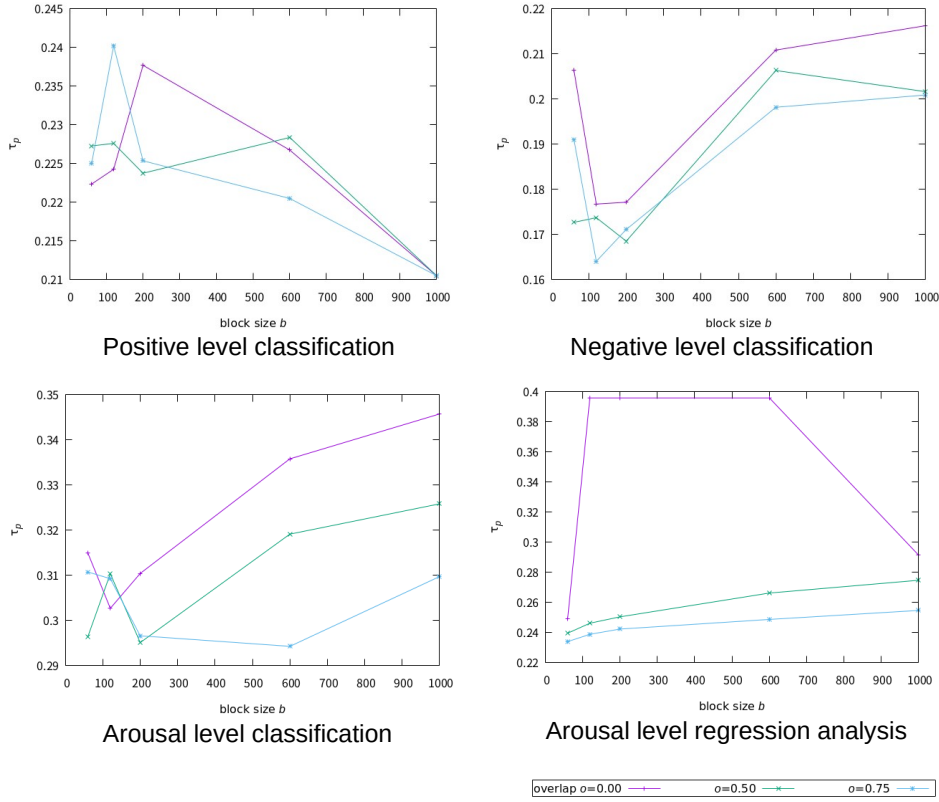 0.245
0.24
0.235
0.23
0.225
0.22
0.215
0.21
τp
0 100 200 300 400 500 600 700 800 900 1000
block size b
Positive level classification
0.22
0.21
0.2
0.19
0.18
0.17
0.16
τp
0 100 200 300 400 500 600 700 800 900 1000
block size b
Negative level classification
0.35
0.34
0.33
0.32
0.31
0.3
0.29
τp
0 100 200 300 400 500 600 700 800 900 1000
block size b
Arousal level classification
0.4
0.38
0.36
0.34
0.32
0.3
0.28
0.26
0.24
0.22
τp
0 100 200 300 400 500 600 700 800 900 1000
block size b
Arousal level regression analysis
overlap o=0.00 o=0.50 o=0.75